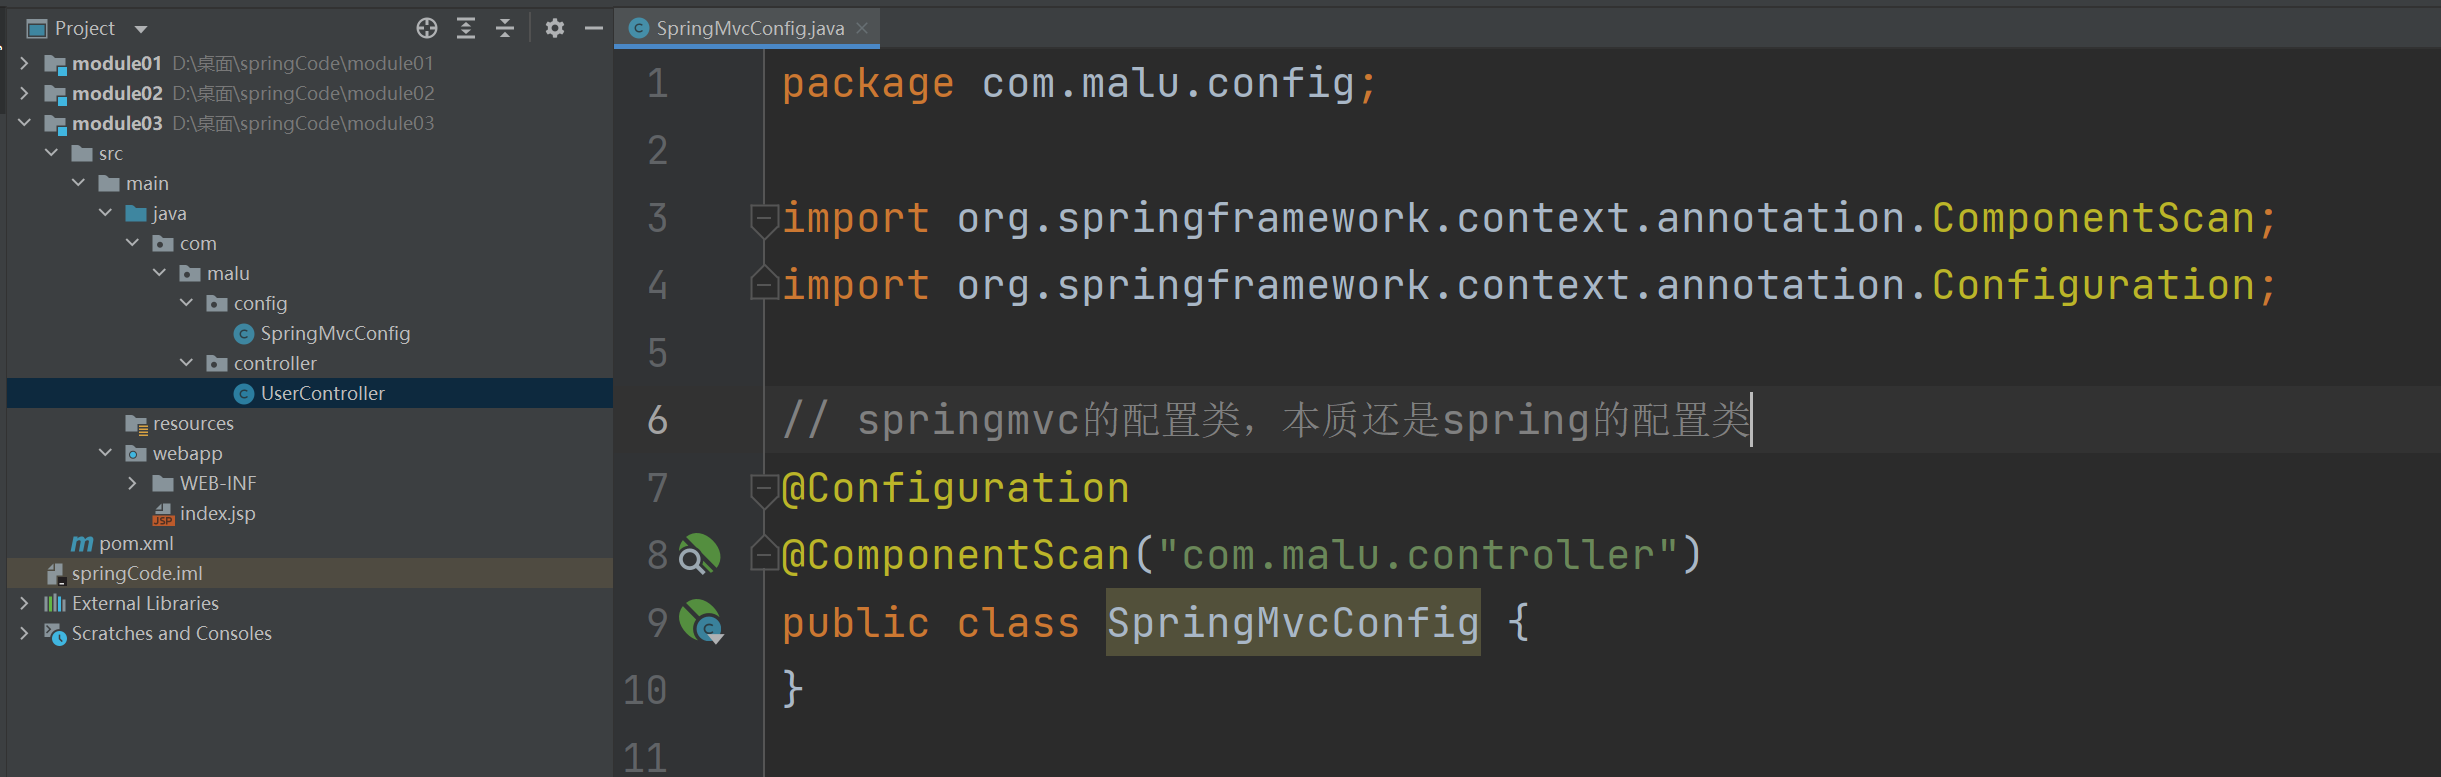 Project
module01 D:\桌面\springCode\module01
module02 D:\桌面\springCode\module02
module03 D:\桌面\springCode\module03
src
main
java
com
malu
config
SpringMvcConfig
controller
UserController
resources
webapp
WEB-INF
index.jsp
pom.xml
springCode.iml
External Libraries
Scratches and Consoles
SpringMvcConfig.java
1 package com.malu.config;
2
3 import org.springframework.context.annotation.ComponentScan;
4 import org.springframework.context.annotation.Configuration;
5
6 // springmvc的配置类，本质还是spring的配置类
7 @Configuration
8 @ComponentScan("com.malu.controller")
9 public class SpringMvcConfig {
10 }
11